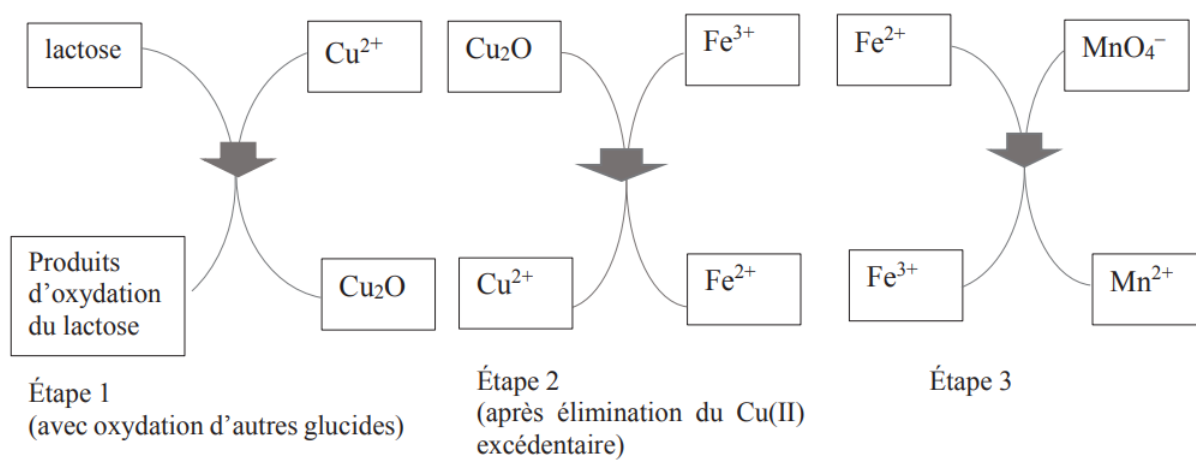 lactose
Cu²⁺
Produits
d’oxydation
du lactose
Cu₂O
Étape 1
(avec oxydation d’autres glucides)
Cu₂O
Fe³⁺
Cu²⁺
Fe²⁺
Étape 2
(après élimination du Cu(II)
excédentaire)
Fe²⁺
MnO₄⁻
Fe³⁺
Mn²⁺
Étape 3